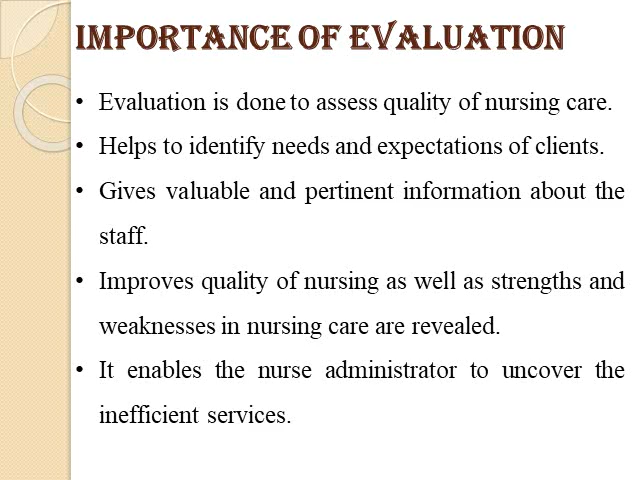 IMPORTANCE OF EVALUATION
• Evaluation is done to assess quality of nursing care.
• Helps to identify needs and expectations of clients.
• Gives valuable and pertinent information about the
staff.
• Improves quality of nursing as well as strengths and
weaknesses in nursing care are revealed.
• It enables the nurse administrator to uncover the
inefficient services.